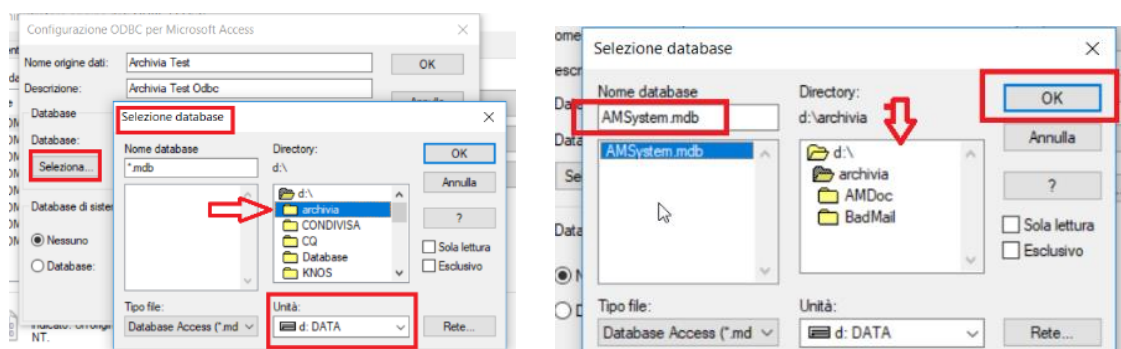 Configurazione ODBC per Microsoft Access
Nome origine dati: Archivia Test OK
Descrizione: Archivia Test Odbc
Database
Database:
Seleziona...
Nessuno
Database:
NT.
Selezione database
Nome database Directory:
*.mdb d:\ OK
Annulla
?
Sola lettura
Esclusivo
d:\
archivia
CONDIVISA
CQ
Database
KNOS
Tipo file: Unità:
Database Access (*.md d: DATA Rete...
Selezione database
Nome database Directory:
AMSystem.mdb d:\archivia OK
AMSystem.mdb Annulla
?
Sola lettura
Esclusivo
d:\
archivia
AMDoc
BadMail
Tipo file: Unità:
Database Access (*.md d: DATA Rete...